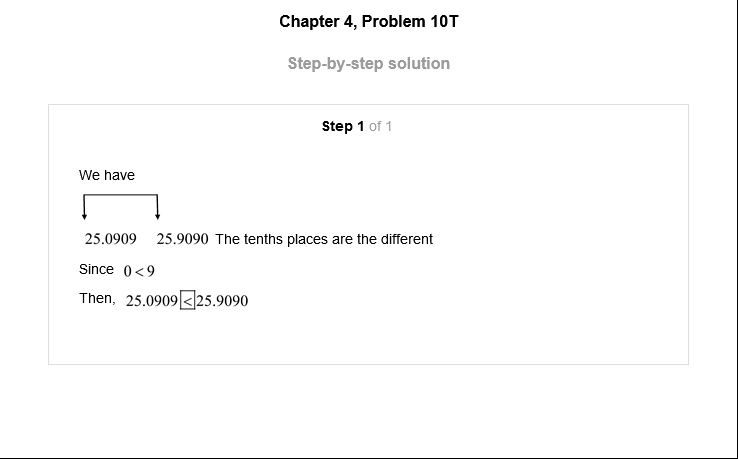 Chapter 4, Problem 10T
Step-by-step solution
Step 1 of 1
We have
25.0909 25.9090 The tenths places are the different
Since 0<9
Then, 25.0909<25.9090